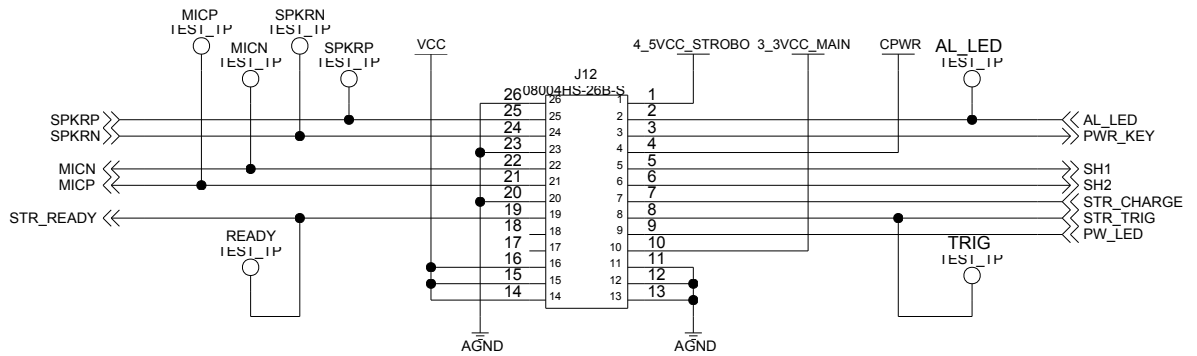 MICP
TEST_TP
SPKRN
TEST_TP
MICN
TEST_TP
SPKRP
TEST_TP
VCC
4_5VCC_STROBO
3_3VCC_MAIN
CPWR
AL_LED
TEST_TP
J12
08004HS-26B-S
26 26 1 1
SPKRP 25 25 2 2 AL_LED
SPKRN 24 24 3 3 PWR_KEY
23 23 4 4
MICN 22 22 5 5 SH1
MICP 21 21 6 6 SH2
20 20 7 7 STR_CHARGE
STR_READY 19 19 8 8 STR_TRIG
18 18 9 9 PW_LED
17 17 10 10
16 16 11 11
15 15 12 12
14 14 13 13
READY
TEST_TP
TRIG
TEST_TP
AGND
AGND